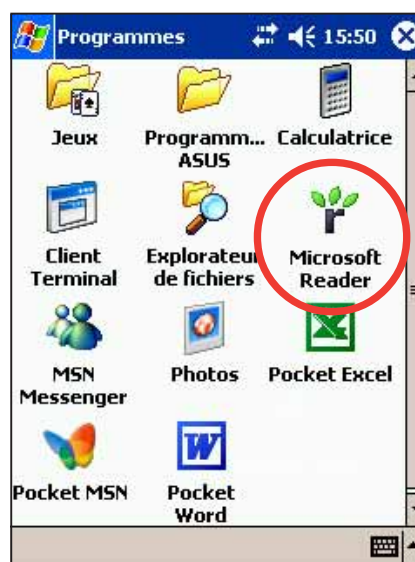 Programmes 15:50
Jeux Programm... Calculatrice
ASUS
Client Explorateur Microsoft
Terminal de fichiers Reader
MSN Photos Pocket Excel
Messenger
Pocket MSN Pocket
Word